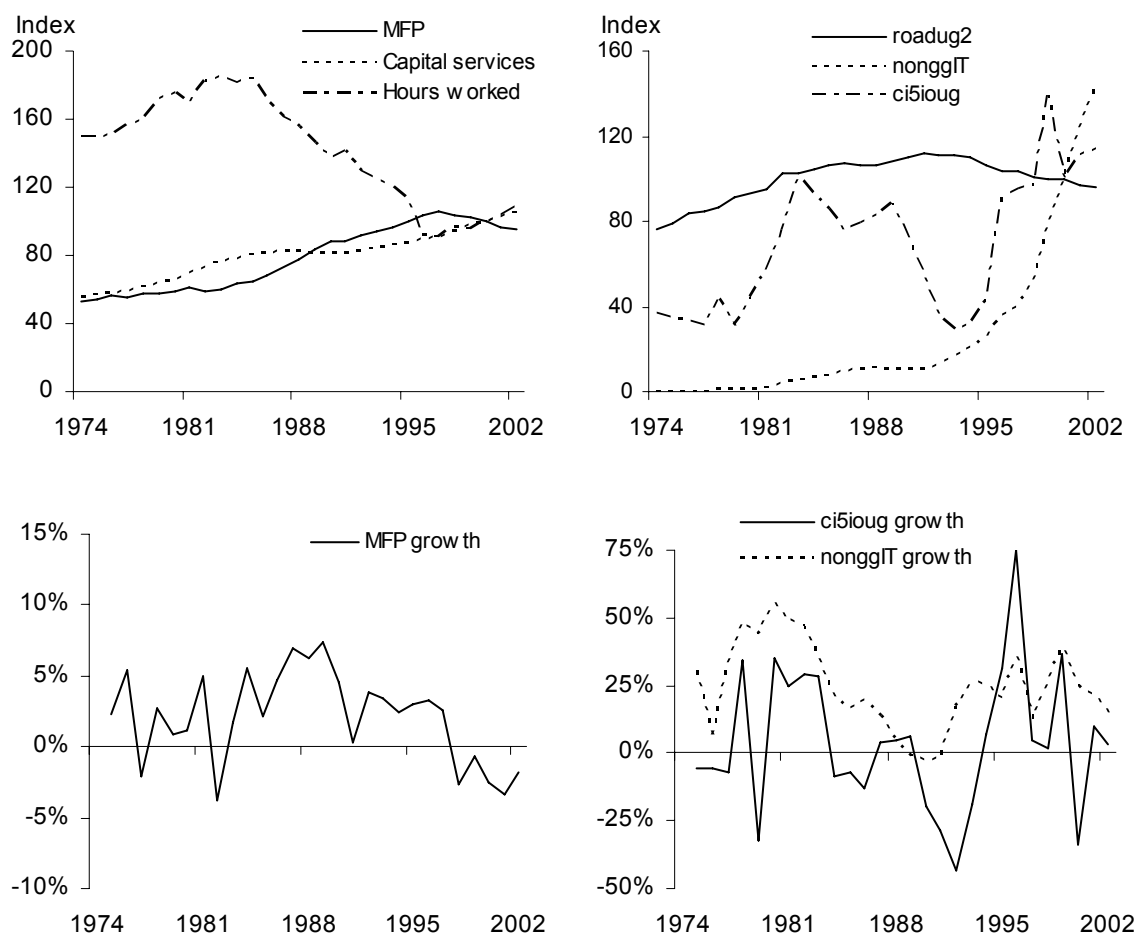 Index
MFP
Capital services
Hours worked
200
160
120
80
40
0
1974 1981 1988 1995 2002
Index
roadug2
nonggIT
ci5ioug
160
120
80
40
0
1974 1981 1988 1995 2002
MFP growth
15%
10%
5%
0%
-5%
-10%
1974 1981 1988 1995 2002
ci5ioug growth
nonggIT growth
75%
50%
25%
0%
-25%
-50%
1974 1981 1988 1995 2002